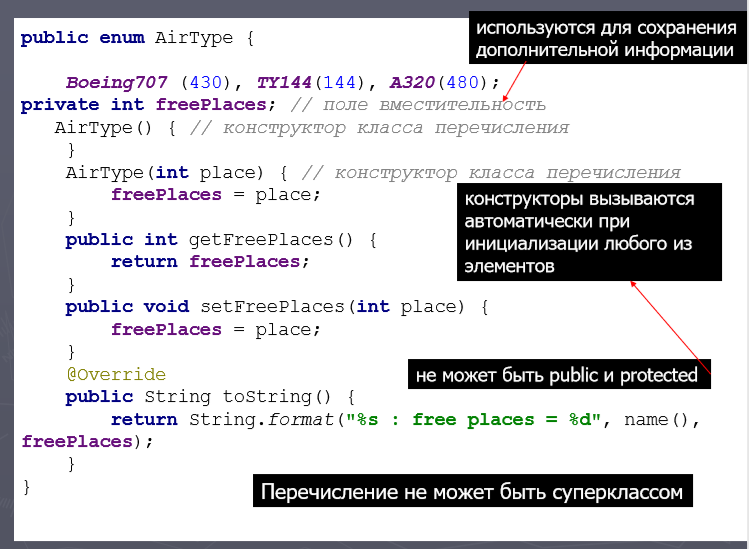 public enum AirType {
используются для сохранения
дополнительной информации
Boeing707 (430), TY144(144), A320(480);
private int freePlaces; // поле вместительность
AirType() { // конструктор класса перечисления
}
AirType(int place) { // конструктор класса перечисления
freePlaces = place;
}
конструкторы вызываются
автоматически при
инициализации любого из
элементов
public int getFreePlaces() {
return freePlaces;
}
public void setFreePlaces(int place) {
freePlaces = place;
}
не может быть public и protected
@Override
public String toString() {
return String.format("%s : free places = %d", name(),
freePlaces);
}
}
Перечисление не может быть суперклассом